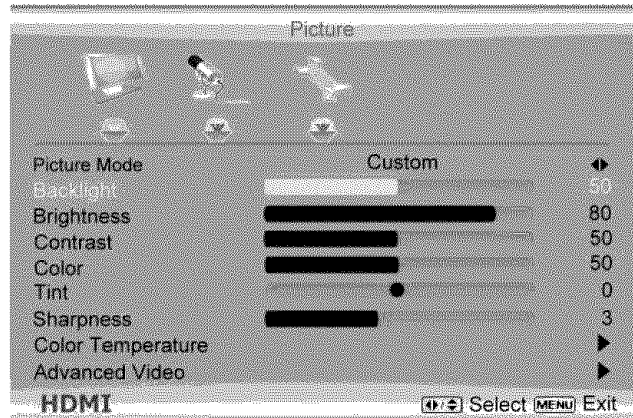 Picture
Picture Mode Custom
Backlight 50
Brightness 80
Contrast 50
Color 50
Tint 0
Sharpness 3
Color Temperature
Advanced Video
HDMI Select MENU Exit